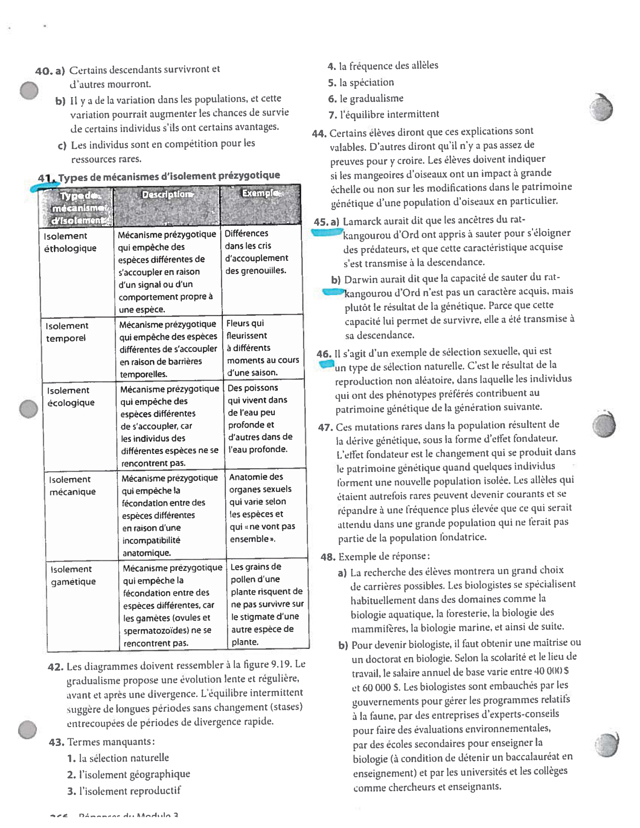 40. a) Certains descendants survivront et
d'autres mourront.
b) Il y a de la variation dans les populations, et cette
variation pourrait augmenter les chances de survie
de certains individus s'ils ont certains avantages.
c) Les individus sont en compétition pour les
ressources rares.
41. Types de mécanismes d'isolement prézygotique
Type de
mécanisme
d'isolement
Description
Exemple
Isolement
éthologique
Mécanisme prézygotique
qui empêche des
espèces différentes de
s'accoupler en raison
d'un signal ou d'un
comportement propre à
une espèce.
Différences
dans les cris
d'accouplement
des grenouilles.
Isolement
temporel
Mécanisme prézygotique
qui empêche des espèces
différentes de s'accoupler
en raison de barrières
temporelles.
Fleurs qui
fleurissent
à différents
moments au cours
d'une saison.
Isolement
écologique
Mécanisme prézygotique
qui empêche des
espèces différentes
de s'accoupler, car
les individus des
différentes espèces ne se
rencontrent pas.
Des poissons
qui vivent dans
de l'eau peu
profonde et
d'autres dans de
l'eau profonde.
Isolement
mécanique
Mécanisme prézygotique
qui empêche la
fécondation entre des
espèces différentes
en raison d'une
incompatibilité
anatomique.
Anatomie des
organes sexuels
qui varie selon
les espèces et
qui « ne vont pas
ensemble ».
Isolement
gamétique
Mécanisme prézygotique
qui empêche la
fécondation entre des
espèces différentes, car
les gamètes (ovules et
spermatozoïdes) ne se
rencontrent pas.
Les grains de
pollen d'une
plante risquent de
ne pas survivre sur
le stigmate d'une
autre espèce de
plante.
42. Les diagrammes doivent ressembler à la figure 9.19. Le
gradualisme propose une évolution lente et régulière,
avant et après une divergence. L'équilibre intermittent
suggère de longues périodes sans changement (stases)
entrecoupées de périodes de divergence rapide.
43. Termes manquants :
1. la sélection naturelle
2. l'isolement géographique
3. l'isolement reproductif
Réponses du Module 3
4. la fréquence des allèles
5. la spéciation
6. le gradualisme
7. l'équilibre intermittent
44. Certains élèves diront que ces explications sont
valables. D'autres diront qu'il n'y a pas assez de
preuves pour y croire. Les élèves doivent indiquer
si les mangeoires d'oiseaux ont un impact à grande
échelle ou non sur les modifications dans le patrimoine
génétique d'une population d'oiseaux en particulier.
45. a) Lamarck aurait dit que les ancêtres du rat-
kangourou d'Ord ont appris à sauter pour s'éloigner
des prédateurs, et que cette caractéristique acquise
s'est transmise à la descendance.
b) Darwin aurait dit que la capacité de sauter du rat-
kangourou d'Ord n'est pas un caractère acquis, mais
plutôt le résultat de la génétique. Parce que cette
capacité lui permet de survivre, elle a été transmise à
sa descendance.
46. Il s'agit d'un exemple de sélection sexuelle, qui est
un type de sélection naturelle. C'est le résultat de la
reproduction non aléatoire, dans laquelle les individus
qui ont des phénotypes préférés contribuent au
patrimoine génétique de la génération suivante.
47. Ces mutations rares dans la population résultent de
la dérive génétique, sous la forme d'effet fondateur.
L'effet fondateur est le changement qui se produit dans
le patrimoine génétique quand quelques individus
forment une nouvelle population isolée. Les allèles qui
étaient autrefois rares peuvent devenir courants et se
répandre à une fréquence plus élevée que ce qui serait
attendu dans une grande population qui ne ferait pas
partie de la population fondatrice.
48. Exemple de réponse :
a) La recherche des élèves montrera un grand choix
de carrières possibles. Les biologistes se spécialisent
habituellement dans des domaines comme la
biologie aquatique, la foresterie, la biologie des
mammifères, la biologie marine, et ainsi de suite.
b) Pour devenir biologiste, il faut obtenir une maîtrise ou
un doctorat en biologie. Selon la scolarité et le lieu de
travail, le salaire annuel de base varie entre 40 000 $
et 60 000 $. Les biologistes sont embauchés par les
gouvernements pour gérer les programmes relatifs
à la faune, par des entreprises d'experts-conseils
pour faire des évaluations environnementales,
par des écoles secondaires pour enseigner la
biologie (à condition de détenir un baccalauréat en
enseignement) et par les universités et les collèges
comme chercheurs et enseignants.